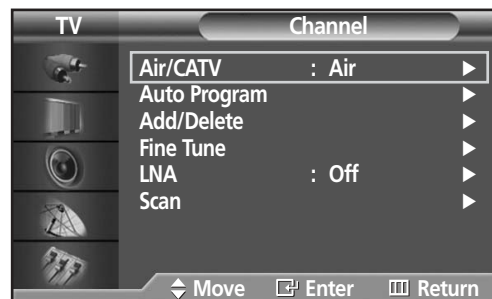 TV Channel
Air/CATV : Air
Auto Program
Add/Delete
Fine Tune
LNA : Off
Scan
Move Enter Return